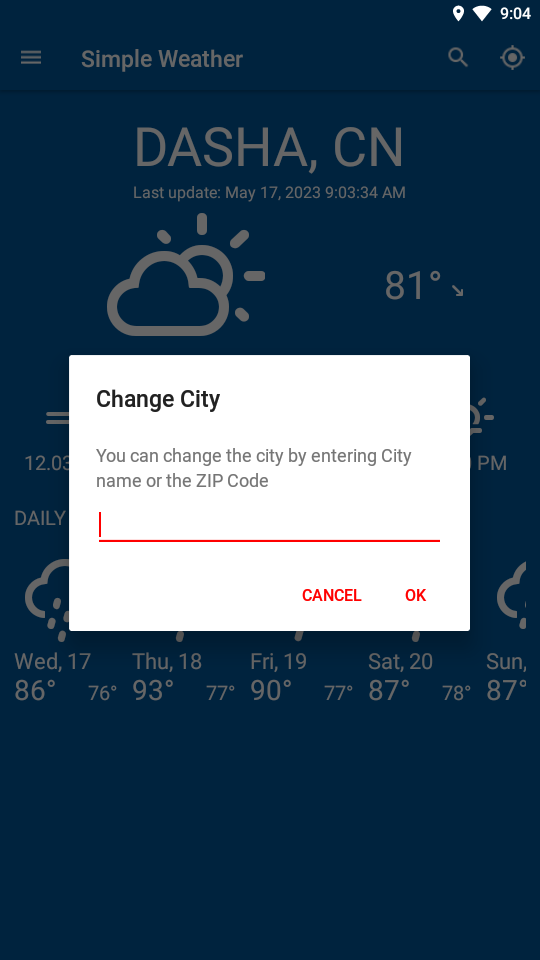 9:04
Simple Weather
DASHA, CN
Last update: May 17, 2023 9:03:34 AM
81°
Change City
You can change the city by entering City
name or the ZIP Code
12.03
PM
DAILY
CANCEL OK
Wed, 17 Thu, 18 Fri, 19 Sat, 20 Sun,
86° 76° 93° 77° 90° 77° 87° 78° 87°